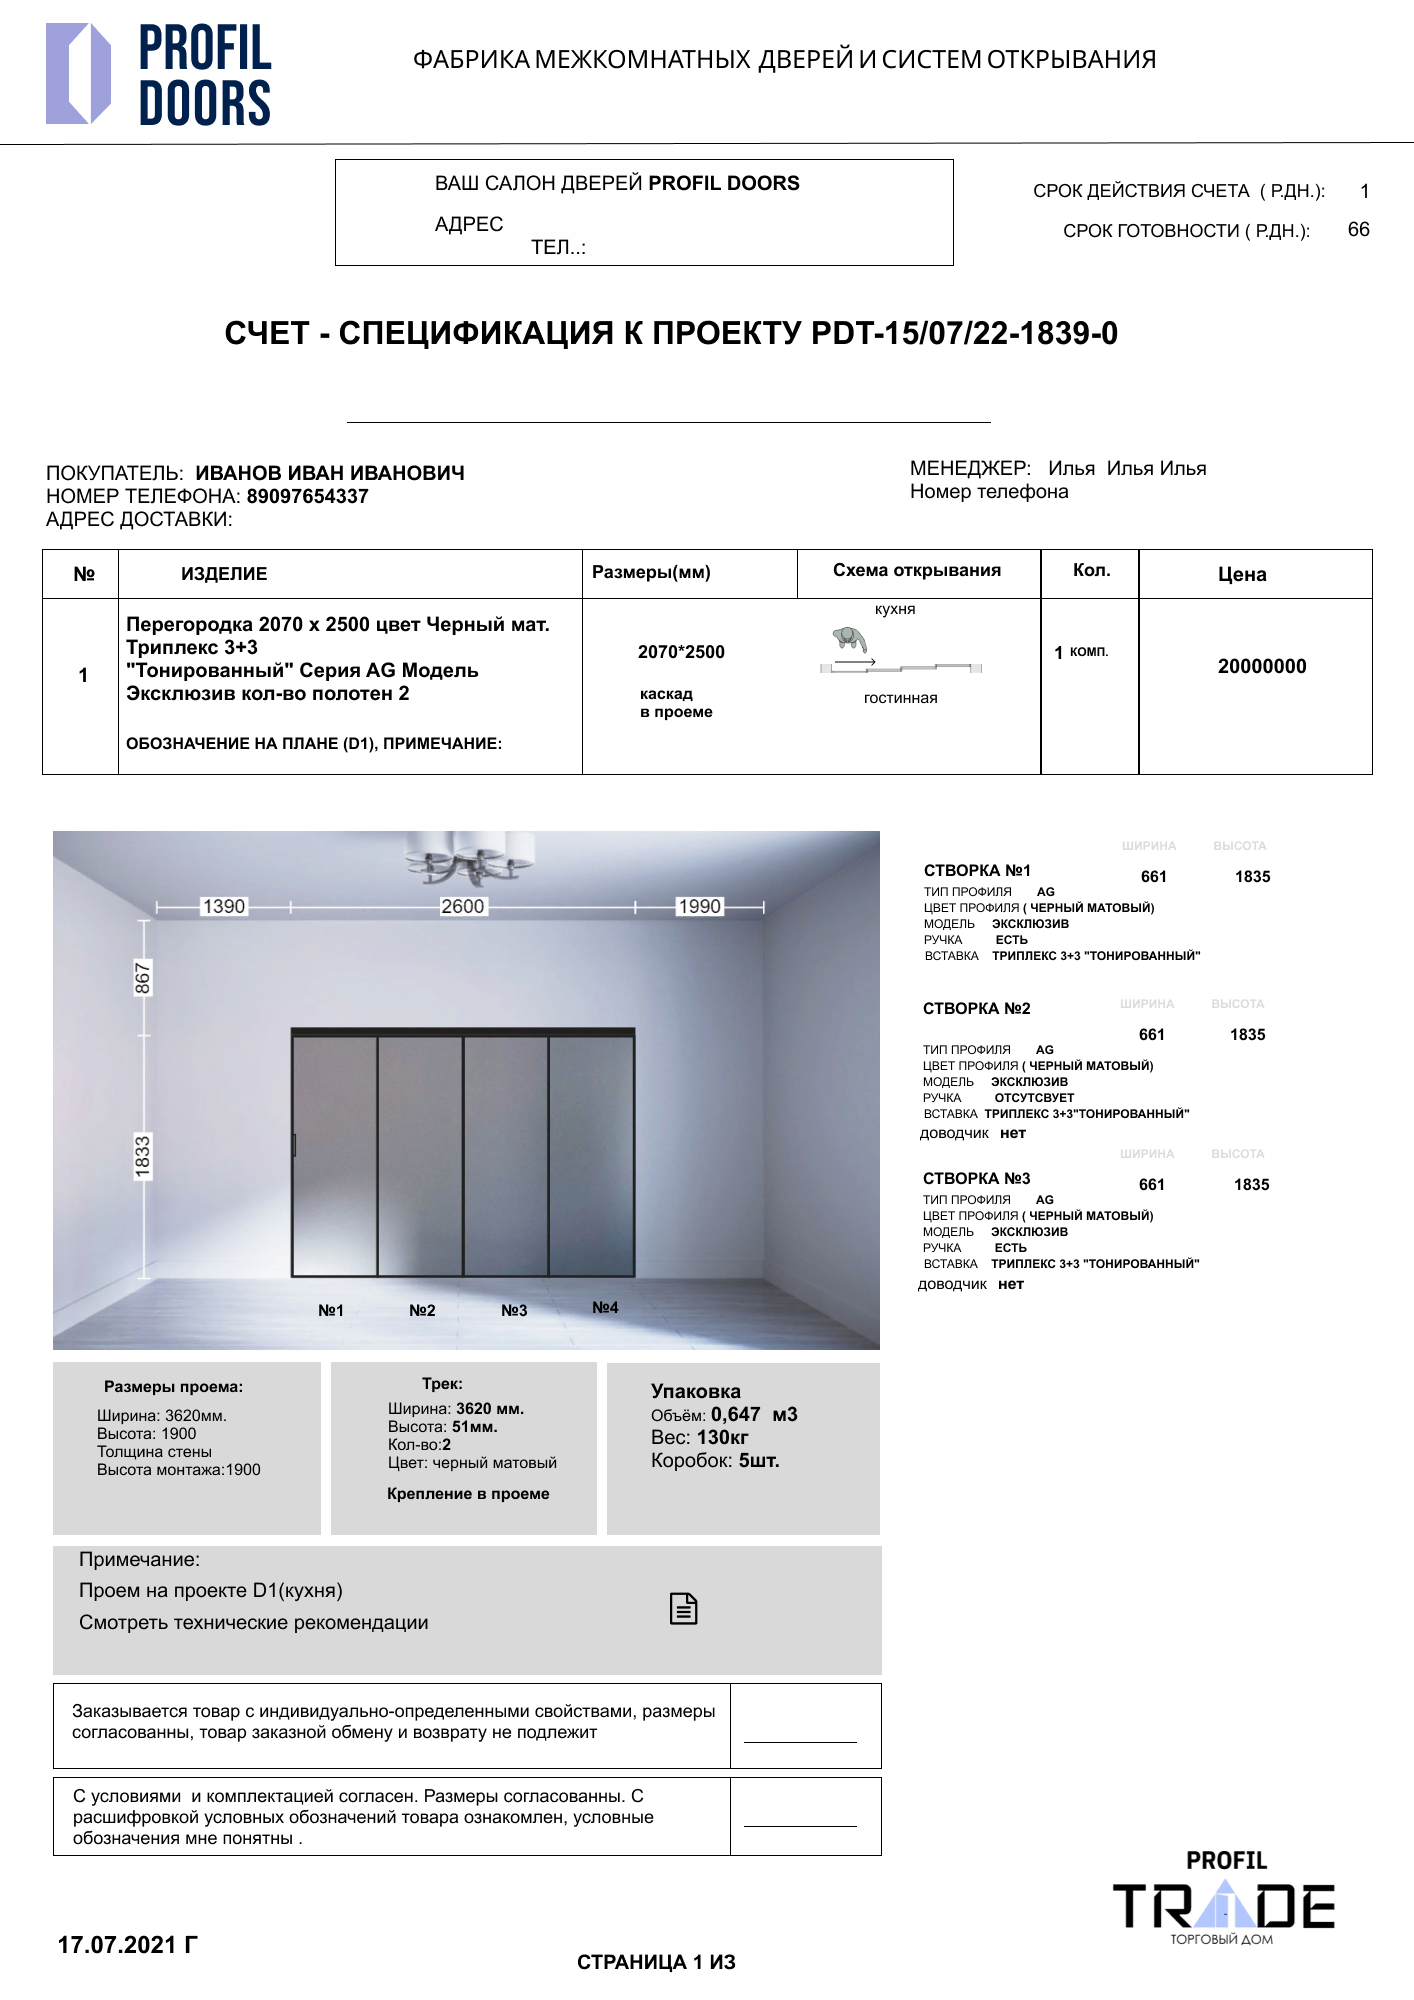 PROFIL
DOORS
ФАБРИКА МЕЖКОМНАТНЫХ ДВЕРЕЙ И СИСТЕМ ОТКРЫВАНИЯ
ВАШ САЛОН ДВЕРЕЙ PROFIL DOORS
АДРЕС
ТЕЛ..:
СРОК ДЕЙСТВИЯ СЧЕТА ( Р.ДН.): 1
СРОК ГОТОВНОСТИ ( Р.ДН.): 66
СЧЕТ - СПЕЦИФИКАЦИЯ К ПРОЕКТУ PDT-15/07/22-1839-0
ПОКУПАТЕЛЬ: ИВАНОВ ИВАН ИВАНОВИЧ
НОМЕР ТЕЛЕФОНА: 89097654337
АДРЕС ДОСТАВКИ:
МЕНЕДЖЕР: Илья Илья Илья
Номер телефона
№ ИЗДЕЛИЕ Размеры(мм) Схема открывания Кол. Цена
1
Перегородка 2070 x 2500 цвет Черный мат.
Триплекс 3+3
"Тонированный" Серия AG Модель
Эксклюзив кол-во полотен 2
ОБОЗНАЧЕНИЕ НА ПЛАНЕ (D1), ПРИМЕЧАНИЕ:
2070*2500
каскад
в проеме
кухня
гостинная
1 комп.
20000000
1390 2600 1990
867
1833
№1 №2 №3 №4
ШИРИНА ВЫСОТА
СТВОРКА №1 661 1835
ТИП ПРОФИЛЯ AG
ЦВЕТ ПРОФИЛЯ ( ЧЕРНЫЙ МАТОВЫЙ)
МОДЕЛЬ ЭКСКЛЮЗИВ
РУЧКА ЕСТЬ
ВСТАВКА ТРИПЛЕКС 3+3 "ТОНИРОВАННЫЙ"
ШИРИНА ВЫСОТА
СТВОРКА №2
661 1835
ТИП ПРОФИЛЯ AG
ЦВЕТ ПРОФИЛЯ ( ЧЕРНЫЙ МАТОВЫЙ)
МОДЕЛЬ ЭКСКЛЮЗИВ
РУЧКА ОТСУТСВУЕТ
ВСТАВКА ТРИПЛЕКС 3+3"ТОНИРОВАННЫЙ"
доводчик нет
ШИРИНА ВЫСОТА
СТВОРКА №3 661 1835
ТИП ПРОФИЛЯ AG
ЦВЕТ ПРОФИЛЯ ( ЧЕРНЫЙ МАТОВЫЙ)
МОДЕЛЬ ЭКСКЛЮЗИВ
РУЧКА ЕСТЬ
ВСТАВКА ТРИПЛЕКС 3+3 "ТОНИРОВАННЫЙ"
доводчик нет
Размеры проема:
Ширина: 3620мм.
Высота: 1900
Толщина стены
Высота монтажа:1900
Трек:
Ширина: 3620 мм.
Высота: 51мм.
Кол-во:2
Цвет: черный матовый
Крепление в проеме
Упаковка
Объём: 0,647 м3
Вес: 130кг
Коробок: 5шт.
Примечание:
Проем на проекте D1(кухня)
Смотреть технические рекомендации
Заказывается товар с индивидуально-определенными свойствами, размеры
согласованны, товар заказной обмену и возврату не подлежит
С условиями и комплектацией согласен. Размеры согласованны. С
расшифровкой условных обозначений товара ознакомлен, условные
обозначения мне понятны .
PROFIL
TRADE
ТОРГОВЫЙ ДОМ
17.07.2021 Г
СТРАНИЦА 1 ИЗ